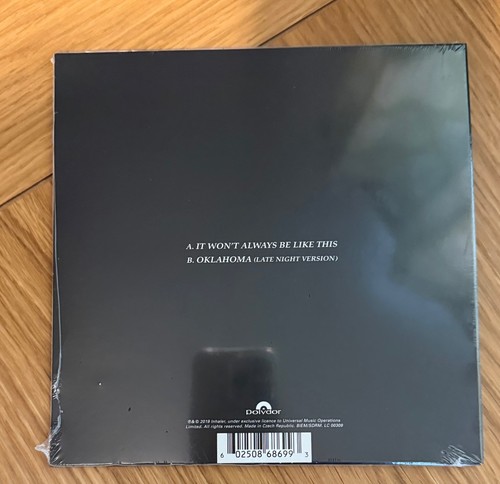 A. IT WON'T ALWAYS BE LIKE THIS
B. OKLAHOMA (LATE NIGHT VERSION)
Polydor
℗&© 2019 Inhaler, under exclusive licence to Universal Music Operations
Limited. All rights reserved. Made in Czech Republic. BIEM/SDRM. LC 00309
6 02508 68699 3